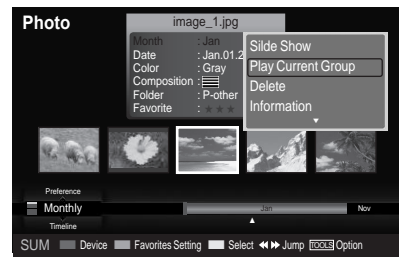 Photo
image_1.jpg
Month : Jan
Date : Jan.01.2
Color : Gray
Composition :
Folder : P-other
Favorite : ★ ★ ★
Silde Show
Play Current Group
Delete
Information
Preference
Monthly
Timeline
Jan
Nov
SUM Device Favorites Setting Select Jump TOOLS Option